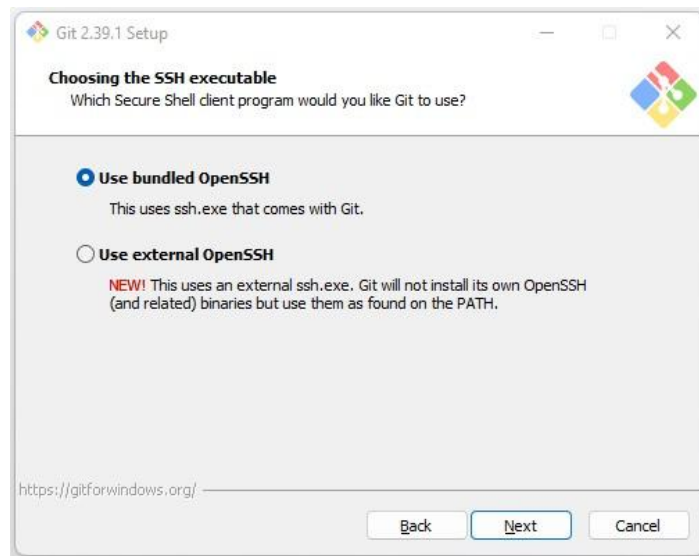 Git 2.39.1 Setup
Choosing the SSH executable
Which Secure Shell client program would you like Git to use?
Use bundled OpenSSH
This uses ssh.exe that comes with Git.
Use external OpenSSH
NEW! This uses an external ssh.exe. Git will not install its own OpenSSH
(and related) binaries but use them as found on the PATH.
https://gitforwindows.org/
Back Next Cancel